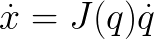 ẋ = J(q)q̇